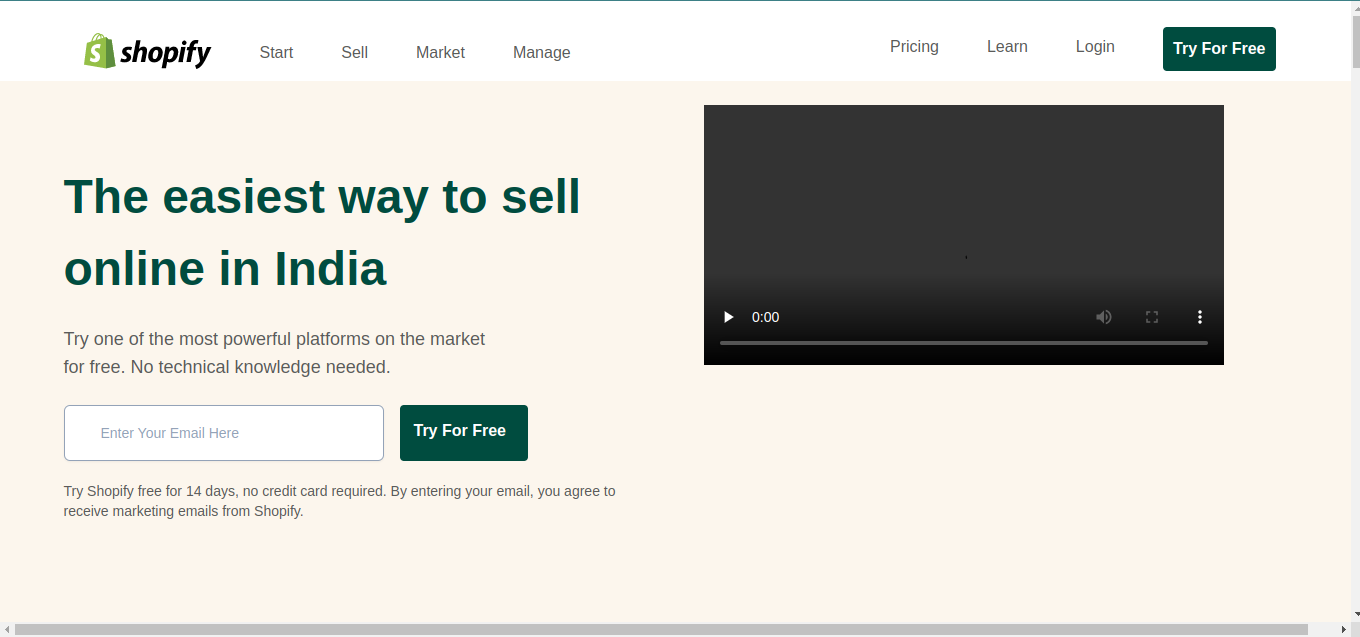 shopify
Start
Sell
Market
Manage
Pricing
Learn
Login
Try For Free
The easiest way to sell
online in India
Try one of the most powerful platforms on the market
for free. No technical knowledge needed.
Enter Your Email Here
Try For Free
Try Shopify free for 14 days, no credit card required. By entering your email, you agree to
receive marketing emails from Shopify.
0:00